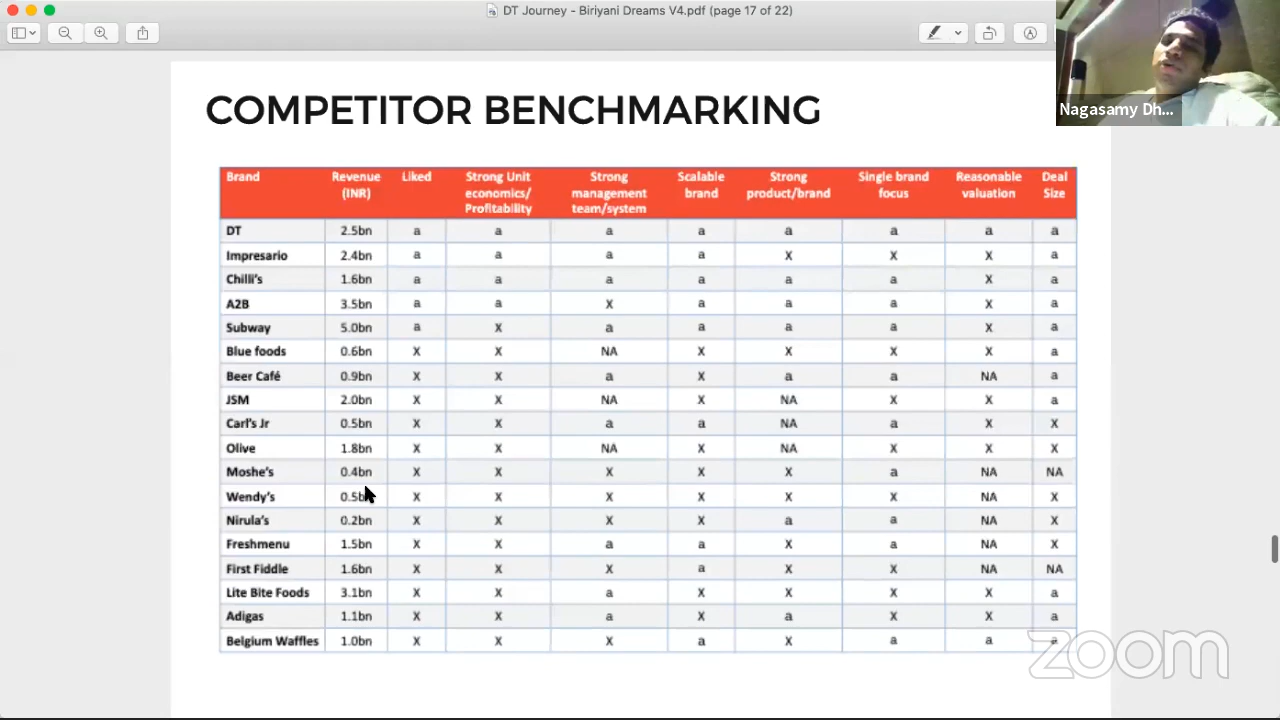 DT Journey - Biriyani Dreams V4.pdf (page 17 of 22)
Nagasamy Dh...
COMPETITOR BENCHMARKING
Brand Revenue (INR) Liked Strong Unit economics/ Profitability Strong management team/system Scalable brand Strong product/brand Single brand focus Reasonable valuation Deal Size
DT 2.5bn a a a a a a a a
Impresario 2.4bn a a a a X X X a
Chilli's 1.6bn a a a a a a X a
A2B 3.5bn a a X a a a X a
Subway 5.0bn a X a a a a X a
Blue foods 0.6bn X X NA X X X X a
Beer Café 0.9bn X X a X a a NA a
JSM 2.0bn X X NA X NA X X a
Carl's Jr 0.5bn X X a a NA a X X
Olive 1.8bn X X NA X NA X X X
Moshe's 0.4bn X X X X X a NA NA
Wendy's 0.5bn X X X X X X NA X
Nirula's 0.2bn X X X X a a NA X
Freshmenu 1.5bn X X a a X a NA X
First Fiddle 1.6bn X X X a X X NA NA
Lite Bite Foods 3.1bn X X a X X X X a
Adigas 1.1bn X X a X a X X a
Belgium Waffles 1.0bn X X X a X a a a
zoom